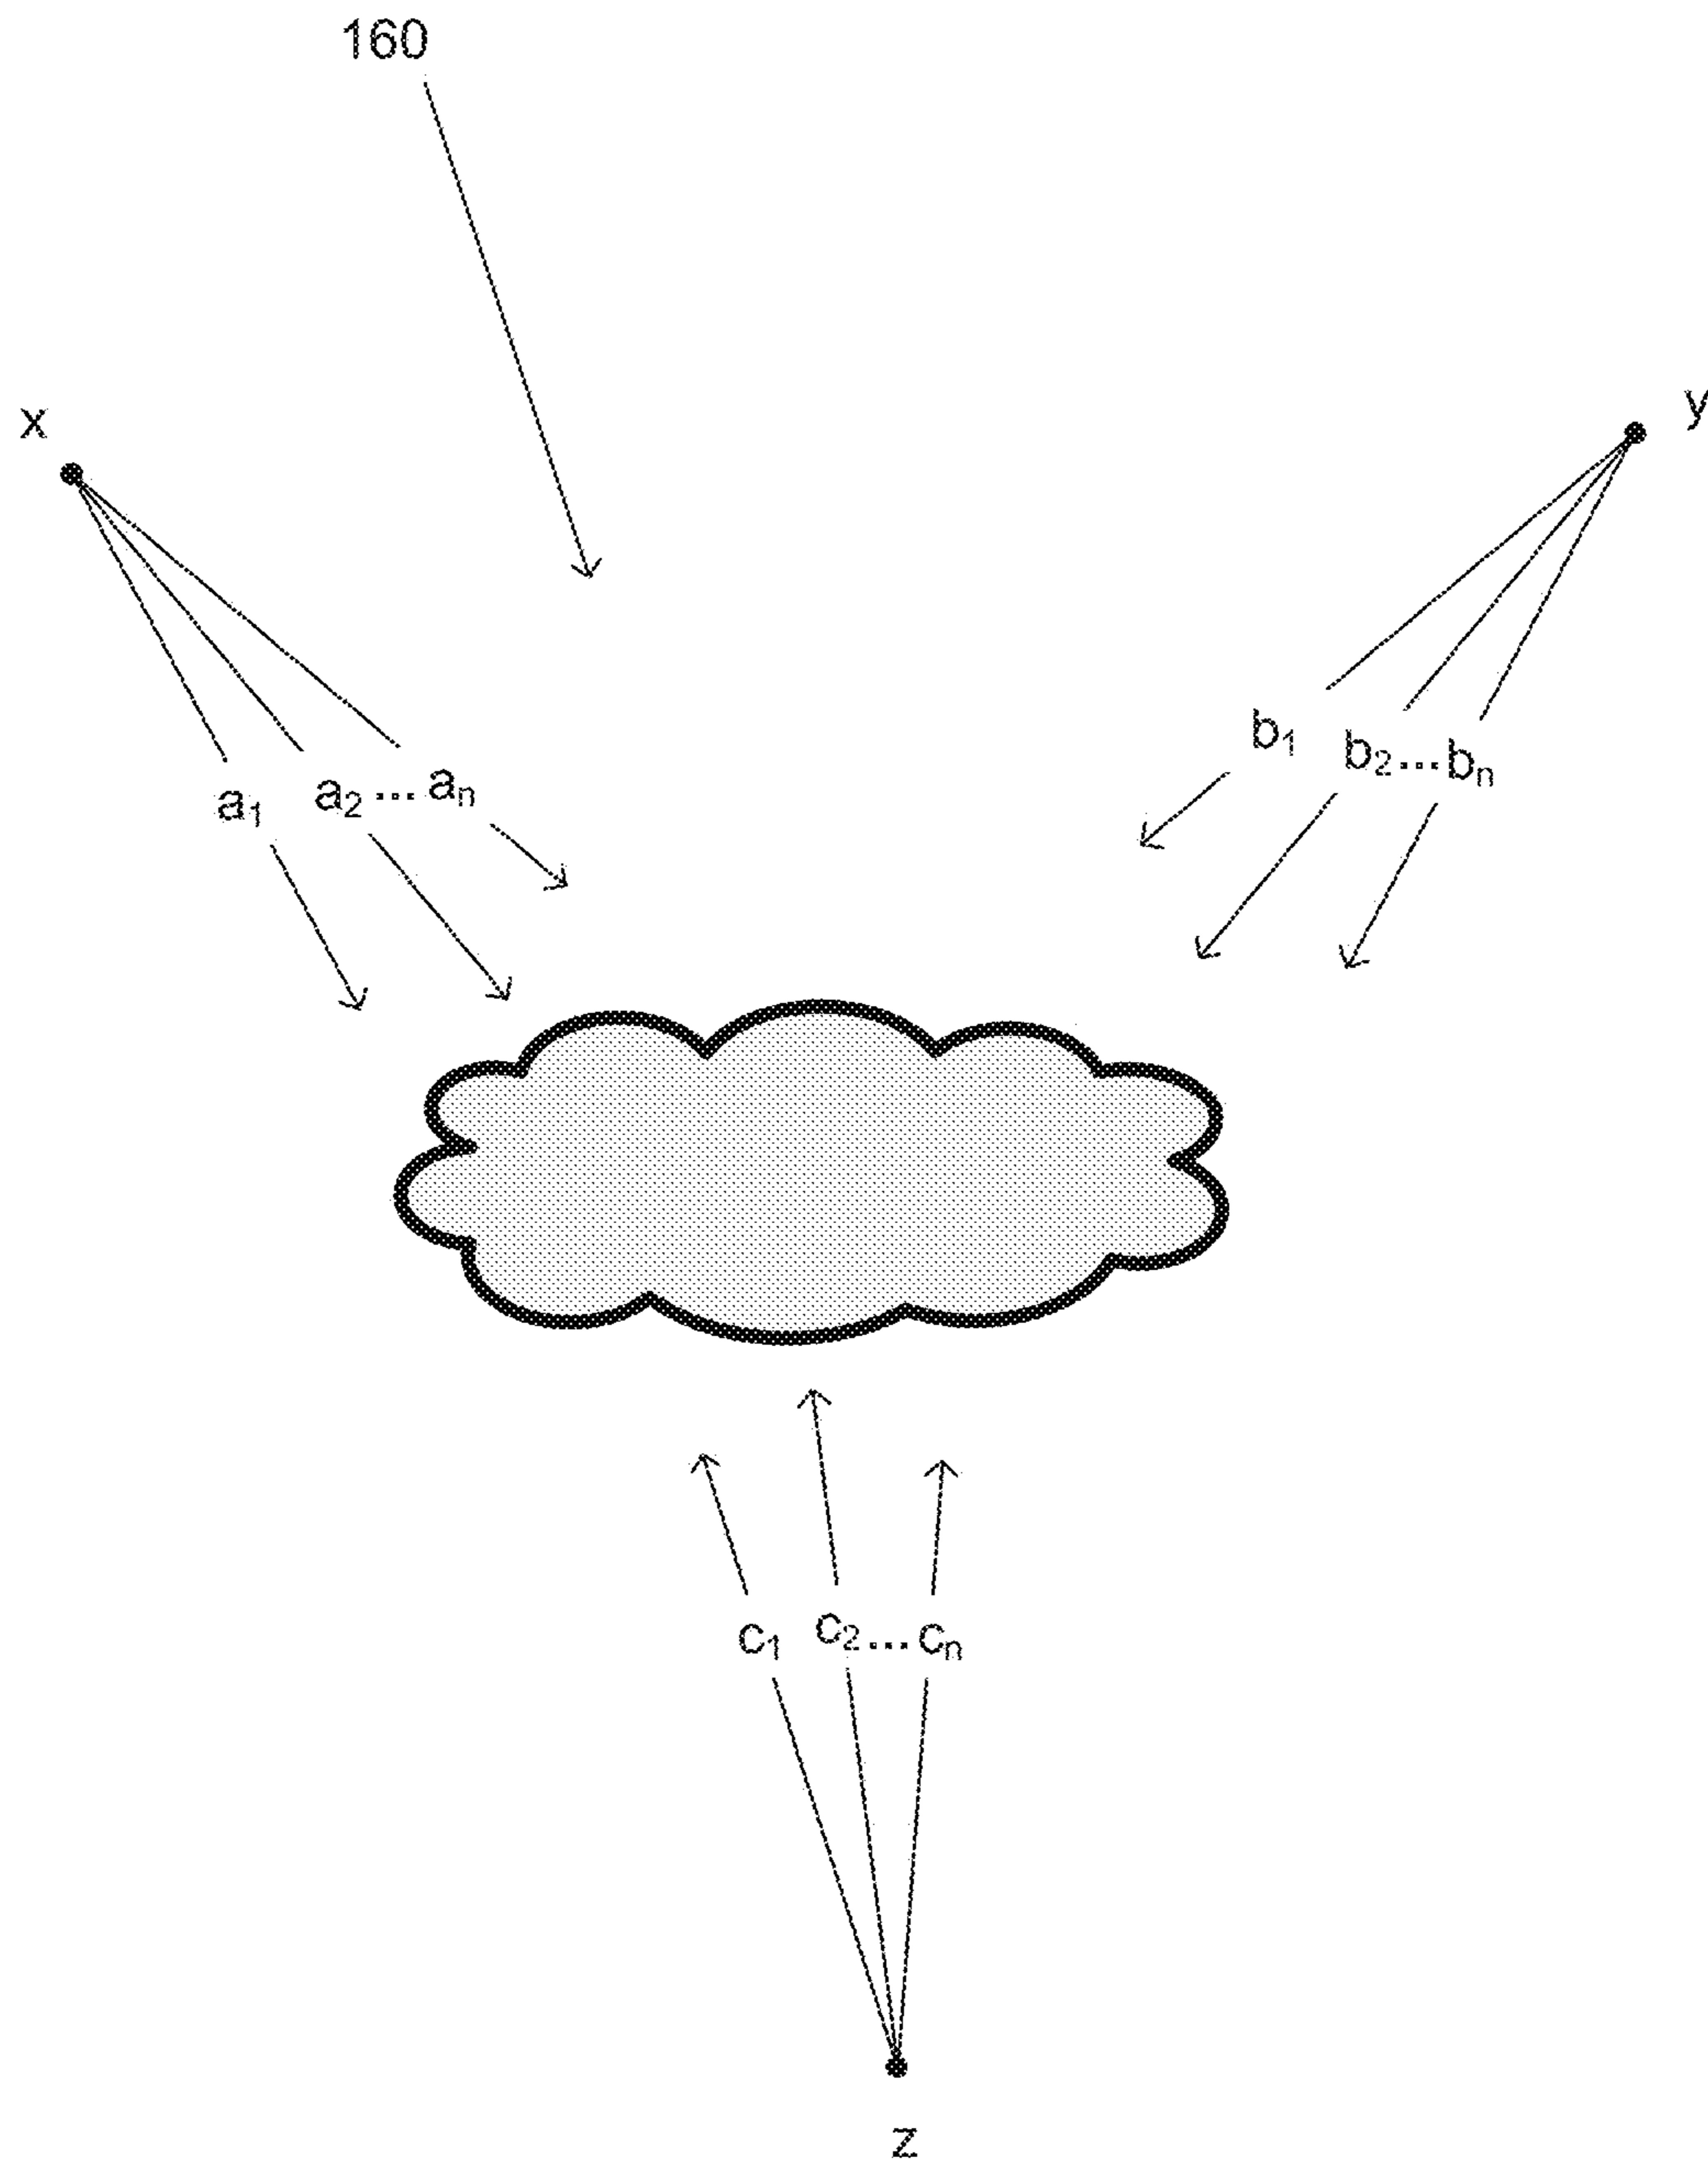 160
x
y
a₁ a₂...aₙ
b₁ b₂...bₙ
c₁ c₂...cₙ
z